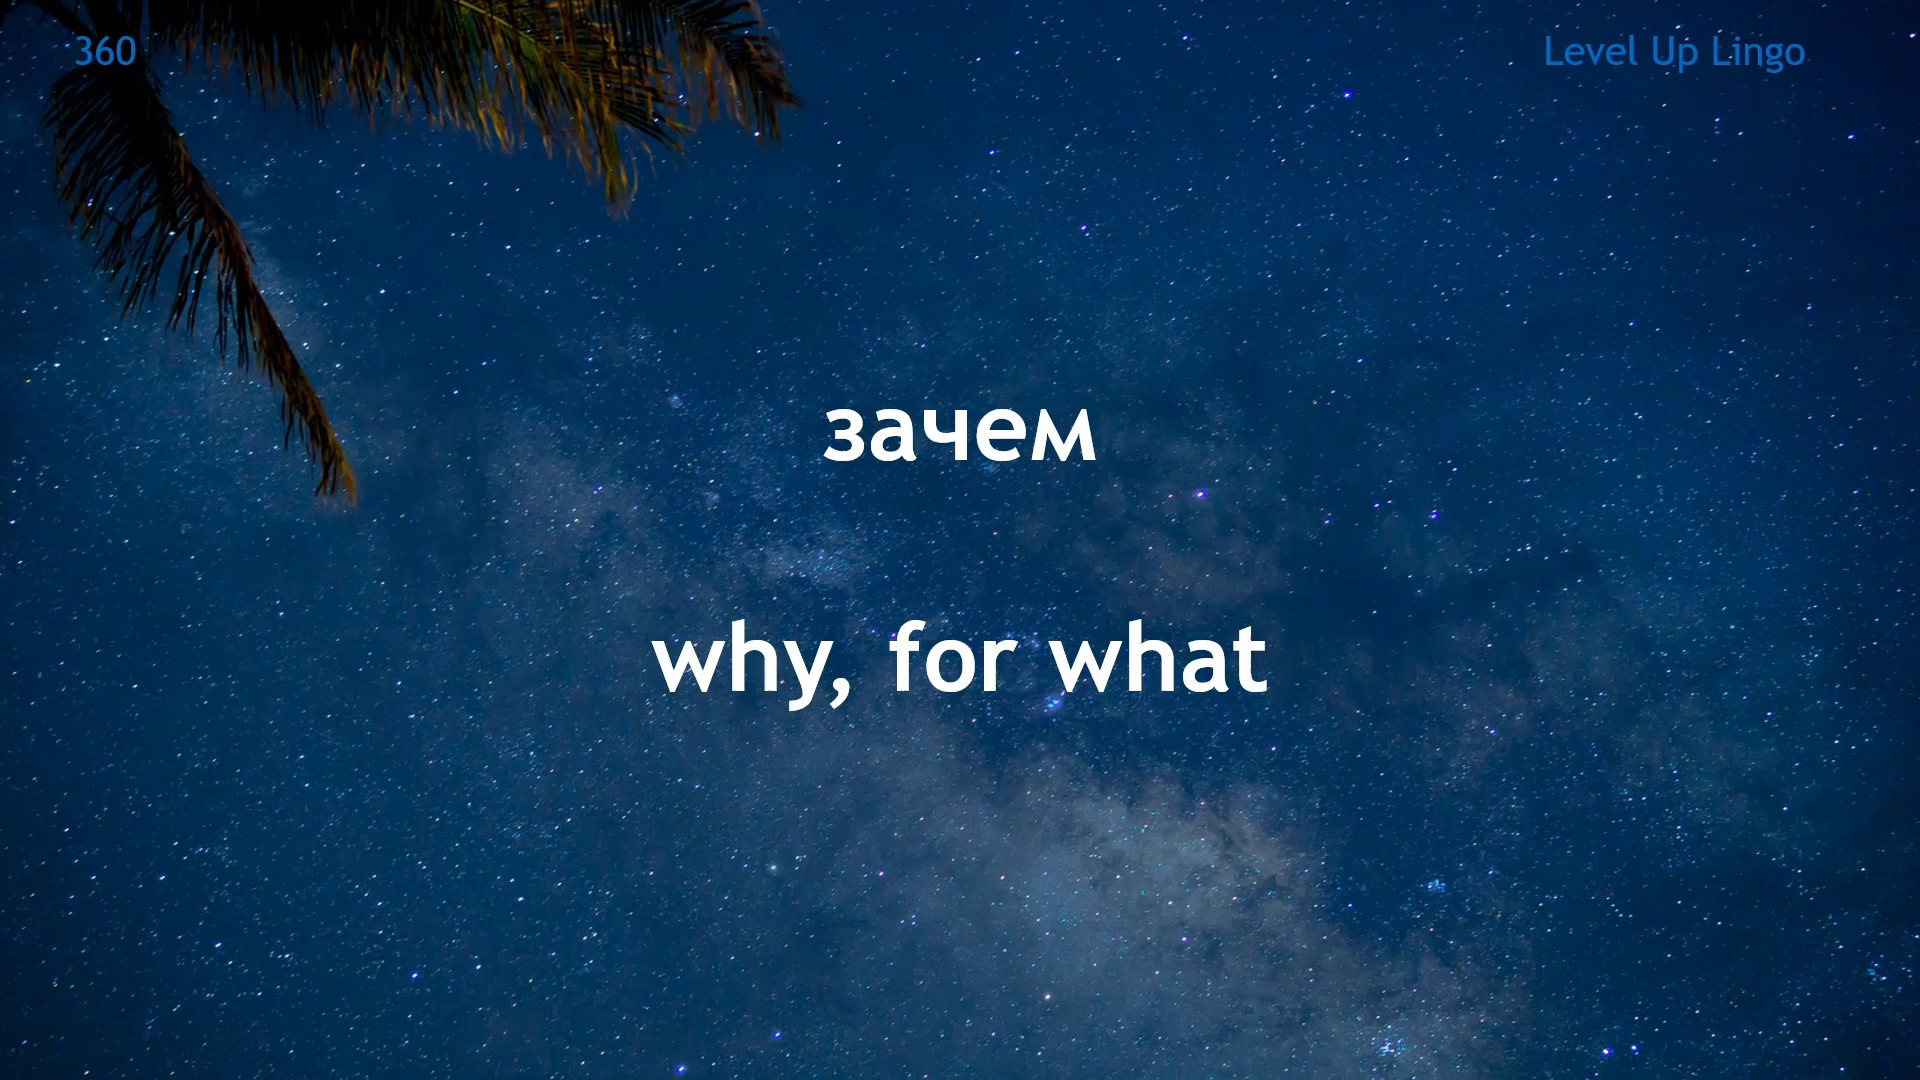 360
Level Up Lingo
зачем
why, for what